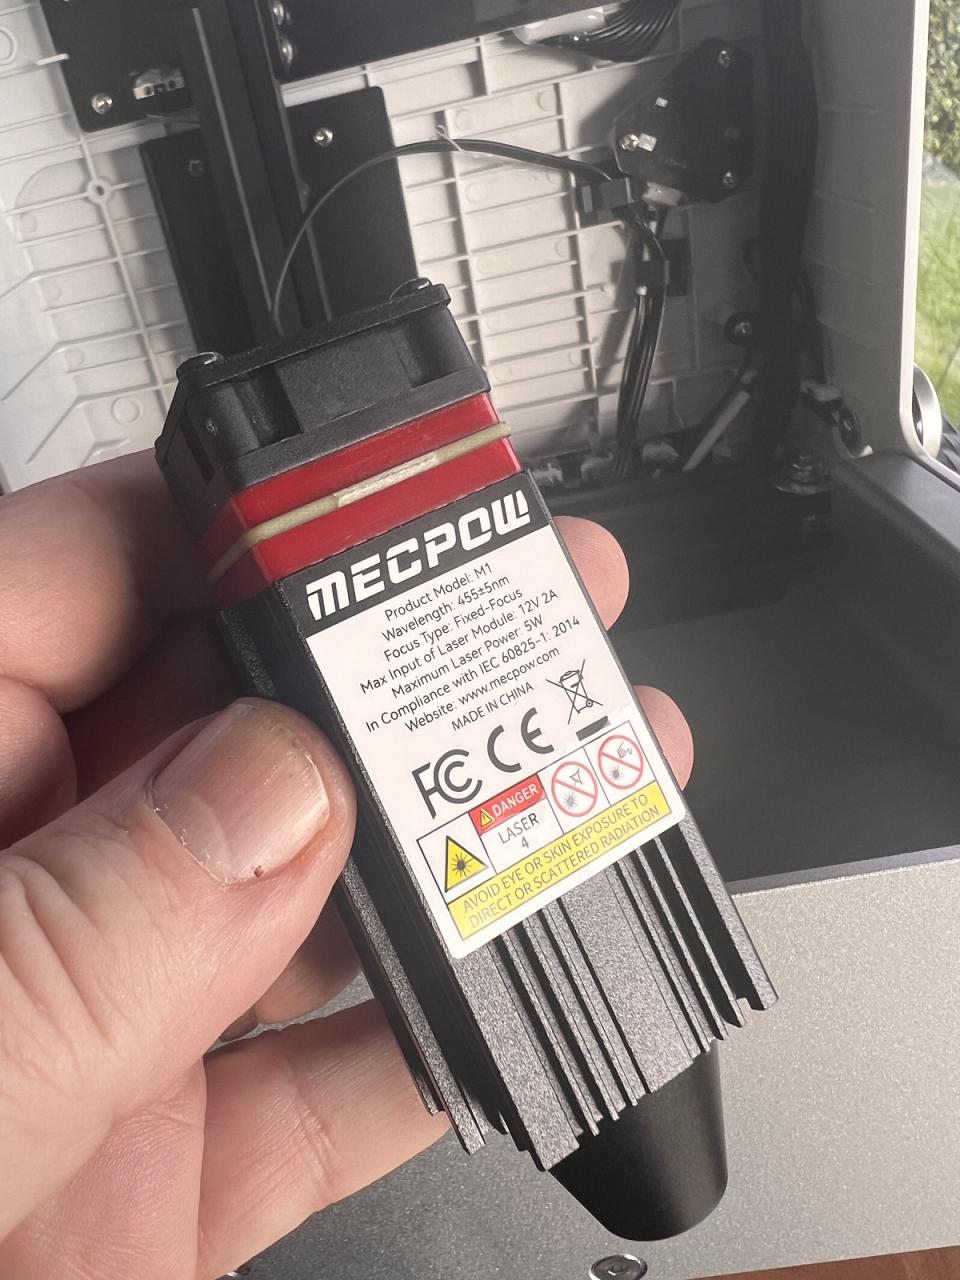 MECPOW
Product Model: M1
Wavelength: 455±5nm
Focus Type: Fixed-Focus
Max Input of Laser Module: 12V 2A
Maximum Laser Power: 5W
In Compliance with IEC 60825-1: 2014
Website: www.mecpow.com
MADE IN CHINA
FC CE
DANGER
LASER
4
AVOID EYE OR SKIN EXPOSURE TO
DIRECT OR SCATTERED RADIATION